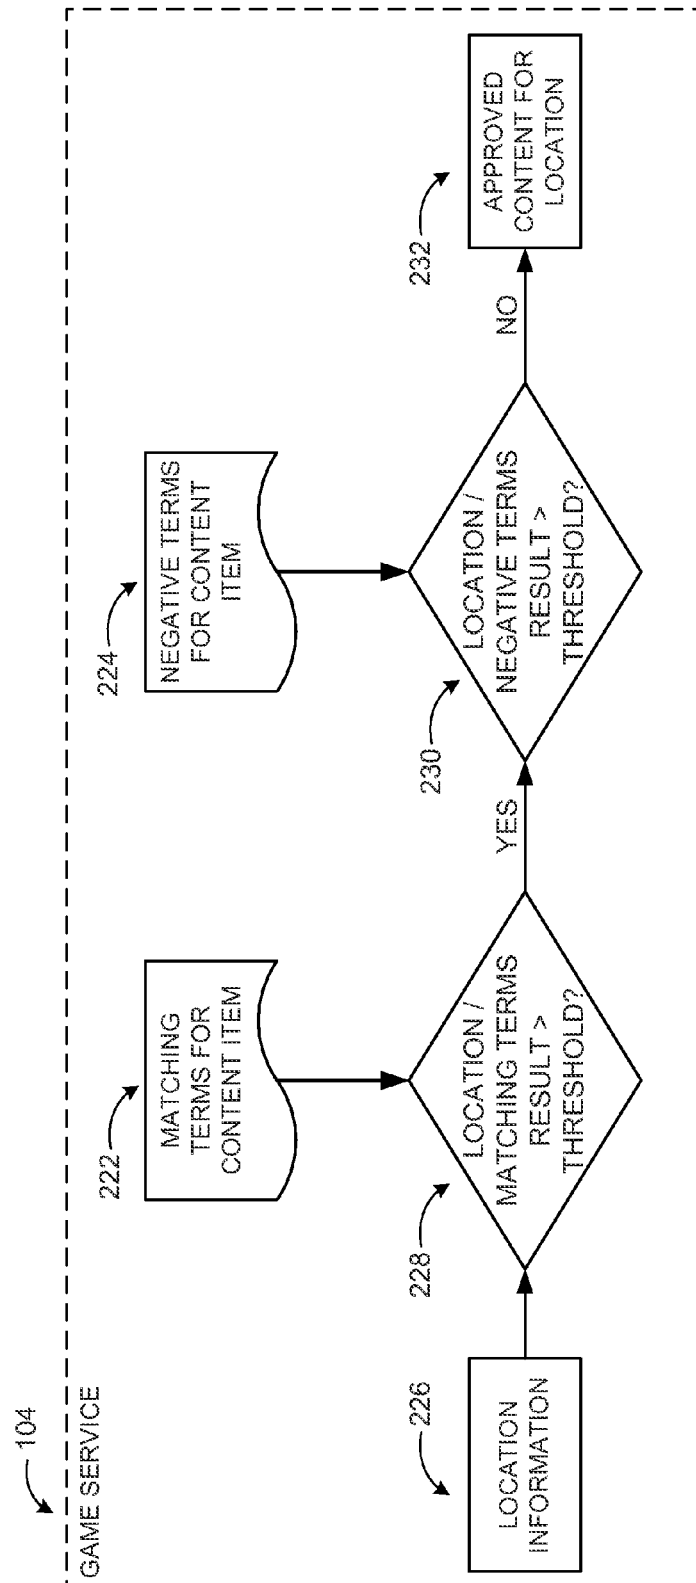 104
GAME SERVICE
222
MATCHING
TERMS FOR
CONTENT ITEM
224
NEGATIVE TERMS
FOR CONTENT
ITEM
226
LOCATION
INFORMATION
228
LOCATION /
MATCHING TERMS
RESULT >
THRESHOLD?
YES
230
LOCATION /
NEGATIVE TERMS
RESULT >
THRESHOLD?
NO
232
APPROVED
CONTENT FOR
LOCATION